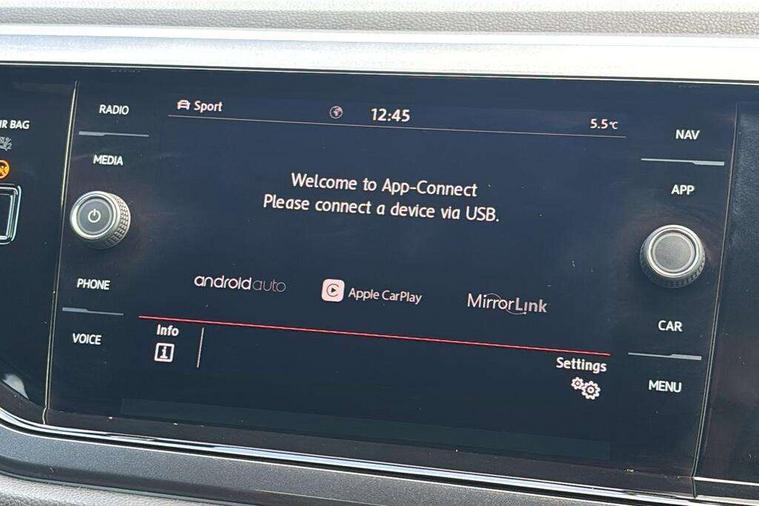 RADIO
MEDIA
PHONE
VOICE
Sport
12:45
5.5°C
Welcome to App-Connect
Please connect a device via USB.
androidauto
Apple CarPlay
MirrorLink
Info
Settings
NAV
APP
CAR
MENU
BAG